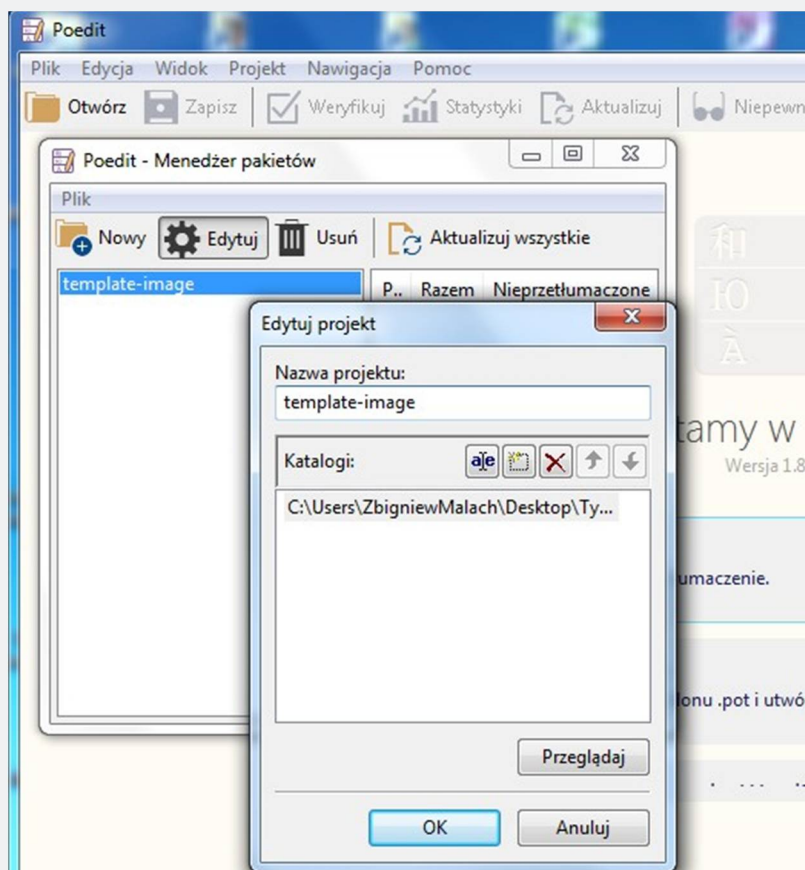 Poedit
Plik Edycja Widok Projekt Nawigacja Pomoc
Otwórz Zapisz Weryfikuj Statystyki Aktualizuj Niepewn
Poedit - Menedżer pakietów
Plik
Nowy Edytuj Usuń Aktualizuj wszystkie
template-image
P.. Razem Nieprzetłumaczone
和
Ю
À
Edytuj projekt
Nazwa projektu:
template-image
tamy w
Wersja 1.8
Katalogi:
C:\Users\ZbigniewMalach\Desktop\Ty...
umaczenie.
lonu .pot i utwó
Przeglądaj
OK Anuluj